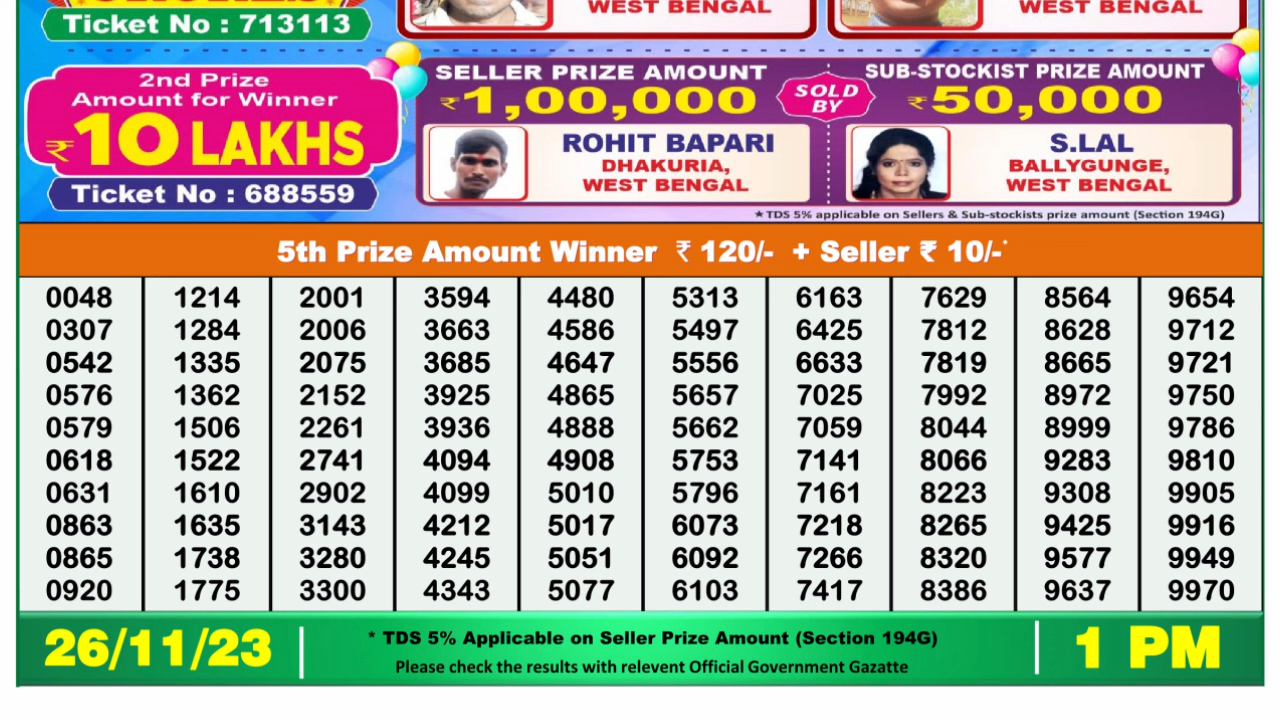 Ticket No : 713113
WEST BENGAL
WEST BENGAL
2nd Prize
Amount for Winner
₹10 LAKHS
Ticket No : 688559
SELLER PRIZE AMOUNT
₹1,00,000
SOLD
BY
SUB-STOCKIST PRIZE AMOUNT
₹50,000
ROHIT BAPARI
DHAKURIA,
WEST BENGAL
S.LAL
BALLYGUNGE,
WEST BENGAL
★TDS 5% applicable on Sellers & Sub-stockists prize amount (Section 194G)
5th Prize Amount Winner ₹ 120/- + Seller ₹ 10/-*
0048 1214 2001 3594 4480 5313 6163 7629 8564 9654
0307 1284 2006 3663 4586 5497 6425 7812 8628 9712
0542 1335 2075 3685 4647 5556 6633 7819 8665 9721
0576 1362 2152 3925 4865 5657 7025 7992 8972 9750
0579 1506 2261 3936 4888 5662 7059 8044 8999 9786
0618 1522 2741 4094 4908 5753 7141 8066 9283 9810
0631 1610 2902 4099 5010 5796 7161 8223 9308 9905
0863 1635 3143 4212 5017 6073 7218 8265 9425 9916
0865 1738 3280 4245 5051 6092 7266 8320 9577 9949
0920 1775 3300 4343 5077 6103 7417 8386 9637 9970
26/11/23
* TDS 5% Applicable on Seller Prize Amount (Section 194G)
Please check the results with relevent Official Government Gazatte
1 PM